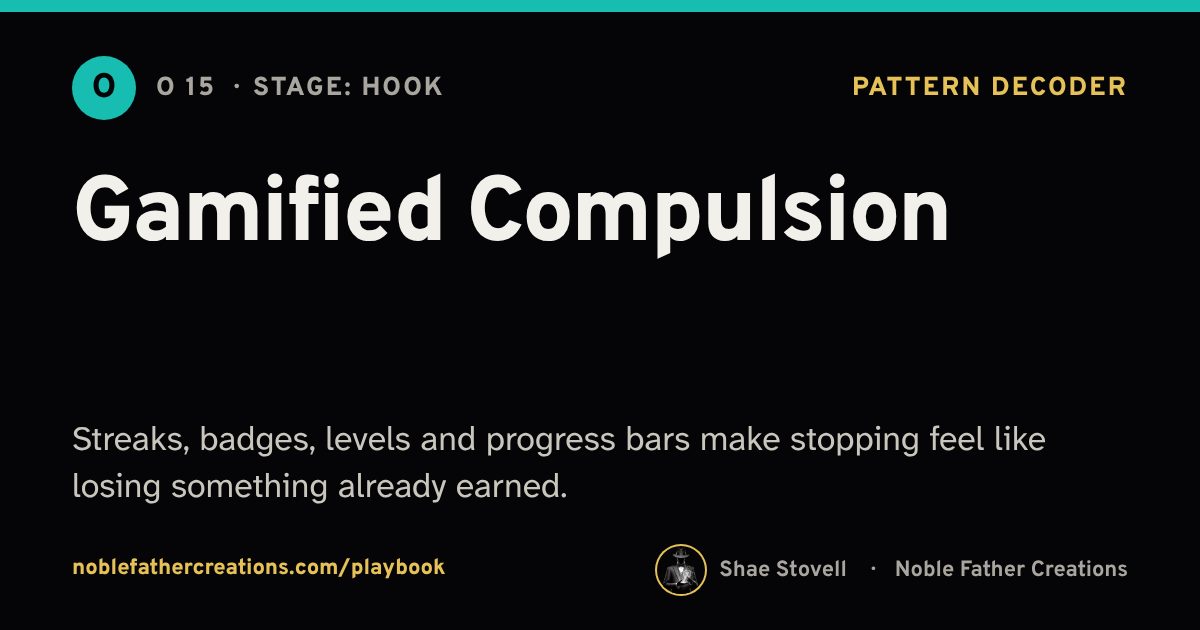 O
O 15 · STAGE: HOOK
PATTERN DECODER
Gamified Compulsion
Streaks, badges, levels and progress bars make stopping feel like
losing something already earned.
noblefathercreations.com/playbook
Shae Stovell · Noble Father Creations